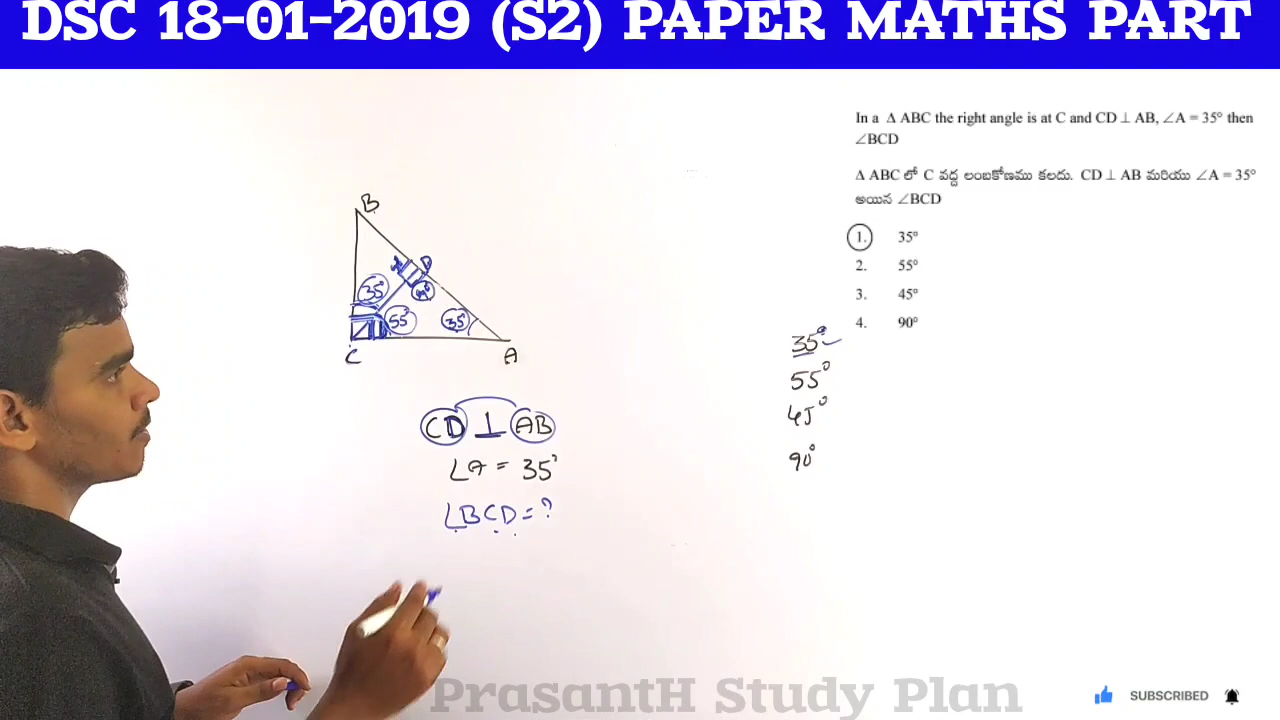 DSC 18-01-2019 (S2) PAPER MATHS PART
In a Δ ABC the right angle is at C and CD ⊥ AB, ∠A = 35° then
∠BCD
Δ ABC లో C వద్ద లంబకోణము కలదు. CD ⊥ AB మరియు ∠A = 35°
అయిన ∠BCD
1. 35°
2. 55°
3. 45°
4. 90°
B
D
90°
35°
55°
35°
C
A
CD ⊥ AB
∠A = 35°
∠BCD = ?
35°
55°
45°
90°
PrasantH Study Plan
SUBSCRIBED